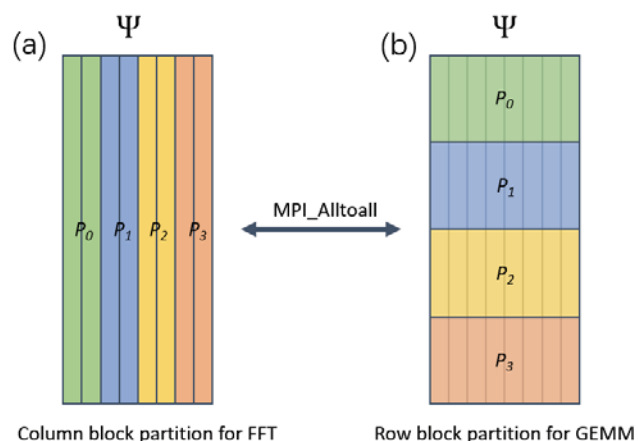 Ψ
Ψ
(a)
(b)
P0 P1 P2 P3
P0
P1
P2
P3
MPI_Alltoall
Column block partition for FFT
Row block partition for GEMM